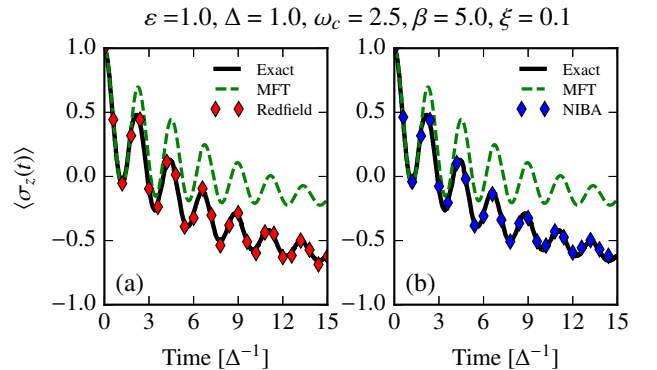 ε =1.0, Δ = 1.0, ω_c = 2.5, β = 5.0, ξ = 0.1
⟨σ_z(t)⟩
1.0
0.5
0.0
−0.5
−1.0
Exact
MFT
Redfield
(a)
0 3 6 9 12 15
Time [Δ⁻¹]
1.0
0.5
0.0
−0.5
−1.0
Exact
MFT
NIBA
(b)
0 3 6 9 12 15
Time [Δ⁻¹]